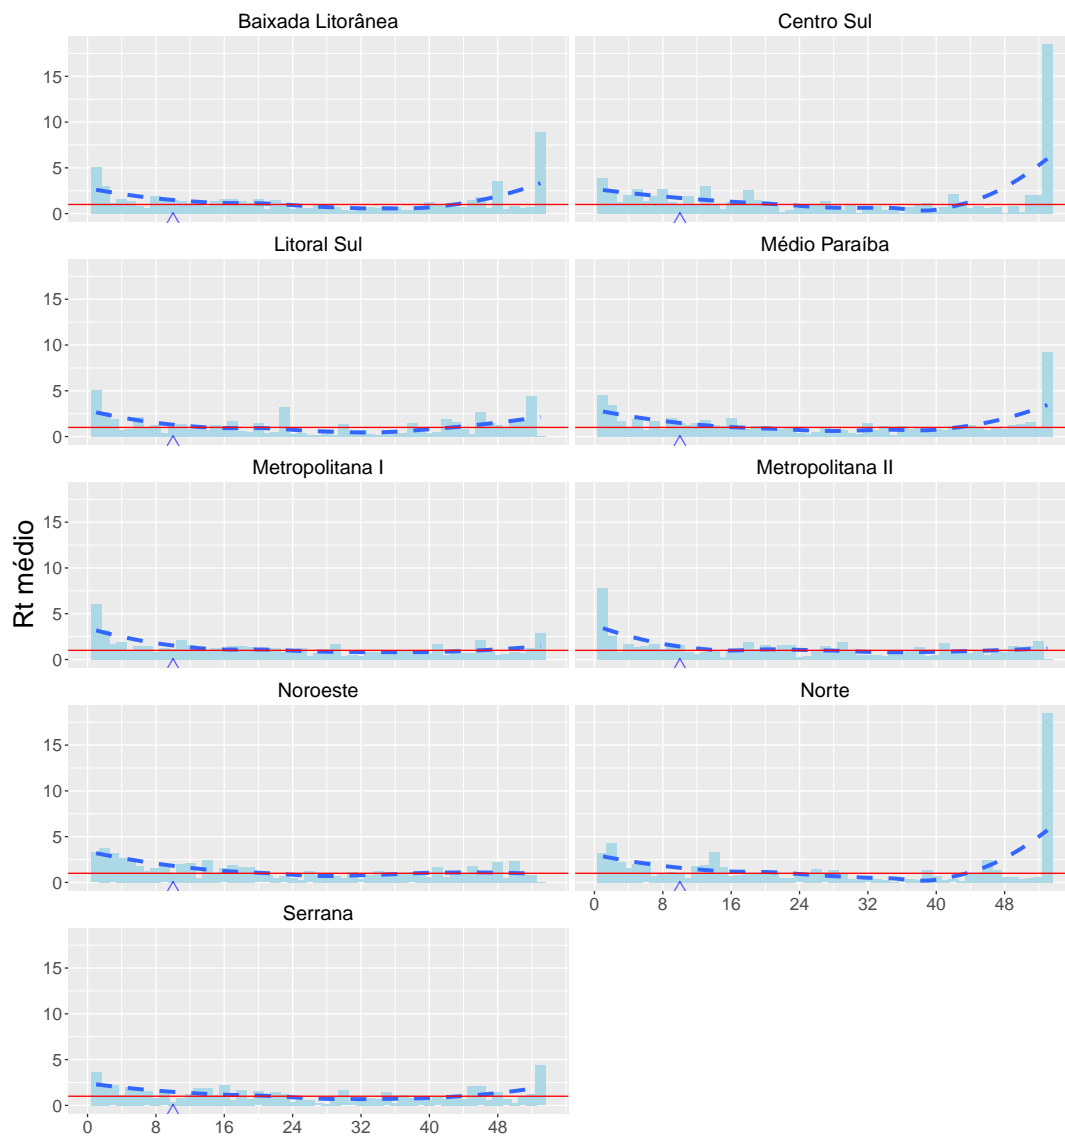 Baixada Litorânea
Centro Sul
15
10
5
0
Litoral Sul
Médio Paraíba
15
10
5
0
Metropolitana I
Metropolitana II
15
10
5
0
Rt médio
Noroeste
Norte
15
10
5
0
0 8 16 24 32 40 48
Serrana
15
10
5
0
0 8 16 24 32 40 48